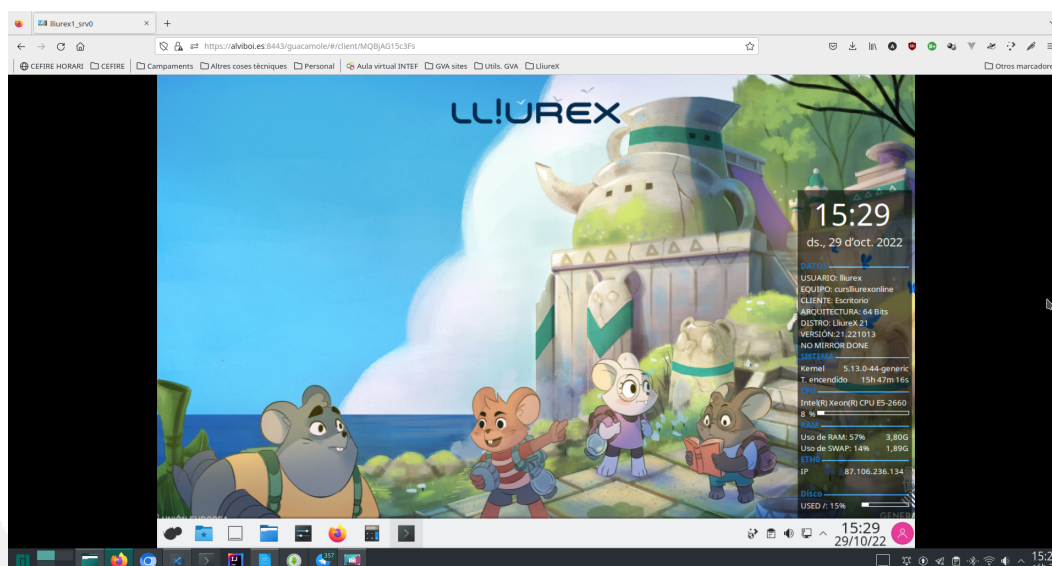 lliurex1_srv0
https://alviboi.es:8443/guacamole/#/client/MQBjAG15c3Fs
CEFIRE HORARI CEFIRE Campaments Altres coses tècniques Personal Aula virtual INTEF GVA sites Utils. GVA LliureX Otros marcadore
LL!UREX
15:29
ds., 29 d'oct. 2022
DATOS
USUARIO: lliurex
EQUIPO: curslliurexonline
CLIENTE: Escritorio
ARQUITECTURA: 64 Bits
DISTRO: LliureX 21
VERSIÓN:21.221013
NO MIRROR DONE
SISTEMA
Kernel 5.13.0-44-generic
T. encendido 15h 47m 16s
CPU
Intel(R) Xeon(R) CPU E5-2660
8 %
RAM
Uso de RAM: 57% 3,80G
Uso de SWAP: 14% 1,89G
ETH0
IP 87.106.236.134
Disco
USED /: 15%
GENER
15:29
29/10/22
357
15:2